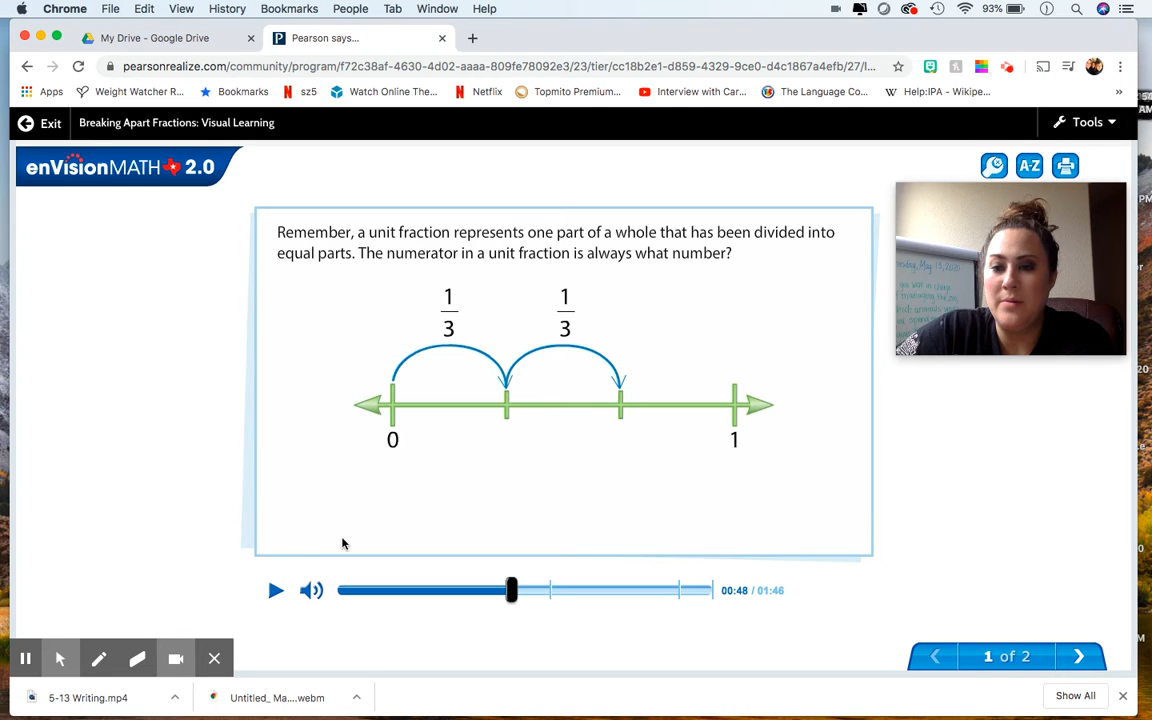 Chrome File Edit View History Bookmarks People Tab Window Help 93%
My Drive - Google Drive Pearson says...
pearsonrealize.com/community/program/f72c38af-4630-4d02-aaaa-809fe78092e3/23/tier/cc18b2e1-d859-4329-9ce0-d4c1867a4efb/27/l...
Apps Weight Watcher R... Bookmarks sz5 Watch Online The... Netflix Topmito Premium... Interview with Car... The Language Co... Help:IPA - Wikipe... »
Exit Breaking Apart Fractions: Visual Learning Tools
enVisionMATH 2.0 A-Z
Remember, a unit fraction represents one part of a whole that has been divided into
equal parts. The numerator in a unit fraction is always what number?
1 1
3 3
0 1
00:48 / 01:46
1 of 2
5-13 Writing.mp4 Untitled_ Ma....webm Show All